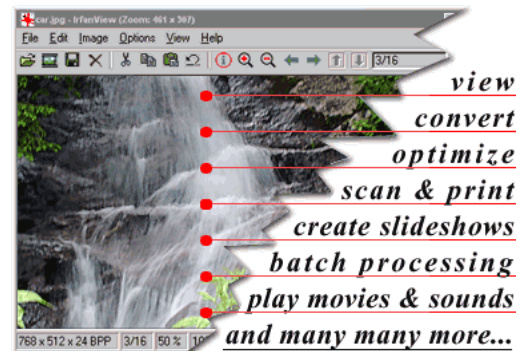 car.jpg - IrfanView (Zoom: 461 x 307)
File Edit Image Options View Help
3/16
view
convert
optimize
scan & print
create slideshows
batch processing
play movies & sounds
and many many more...
768 x 512 x 24 BPP 3/16 50 %